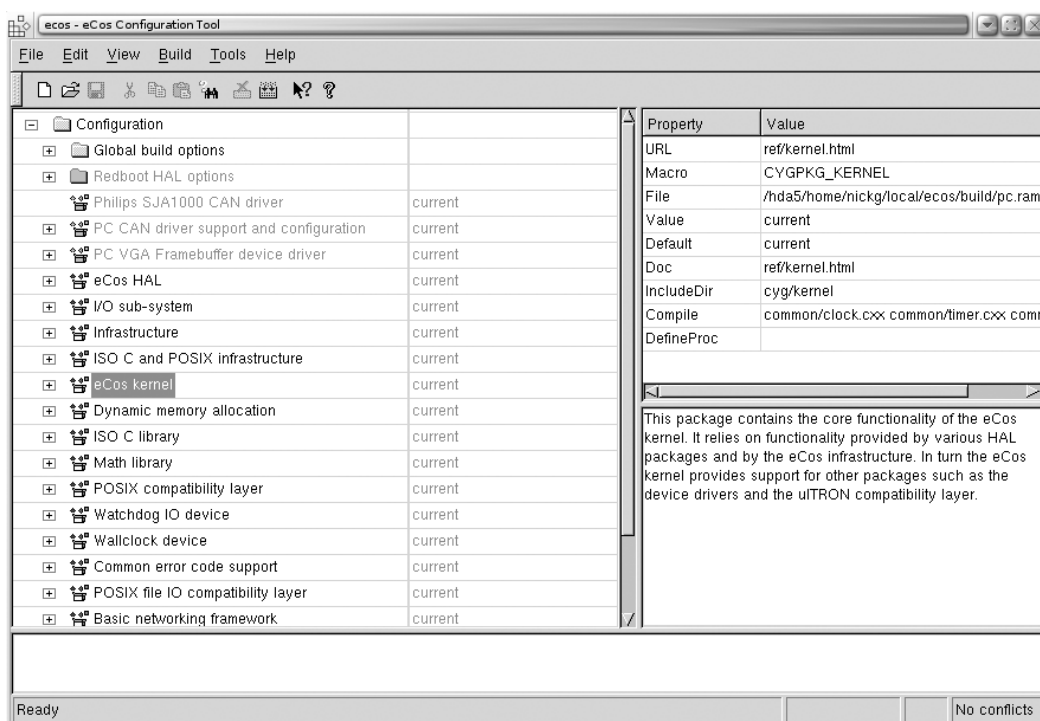 ecos - eCos Configuration Tool
File Edit View Build Tools Help
Configuration
Global build options
Redboot HAL options
Philips SJA1000 CAN driver current
PC CAN driver support and configuration current
PC VGA Framebuffer device driver current
eCos HAL current
I/O sub-system current
Infrastructure current
ISO C and POSIX infrastructure current
eCos kernel current
Dynamic memory allocation current
ISO C library current
Math library current
POSIX compatibility layer current
Watchdog IO device current
Wallclock device current
Common error code support current
POSIX file IO compatibility layer current
Basic networking framework current
Property Value
URL ref/kernel.html
Macro CYGPKG_KERNEL
File /hda5/home/nickg/local/ecos/build/pc.ram
Value current
Default current
Doc ref/kernel.html
IncludeDir cyg/kernel
Compile common/clock.cxx common/timer.cxx
DefineProc
This package contains the core functionality of the eCos
kernel. It relies on functionality provided by various HAL
packages and by the eCos infrastructure. In turn the eCos
kernel provides support for other packages such as the
device drivers and the uITRON compatibility layer.
Ready No conflicts